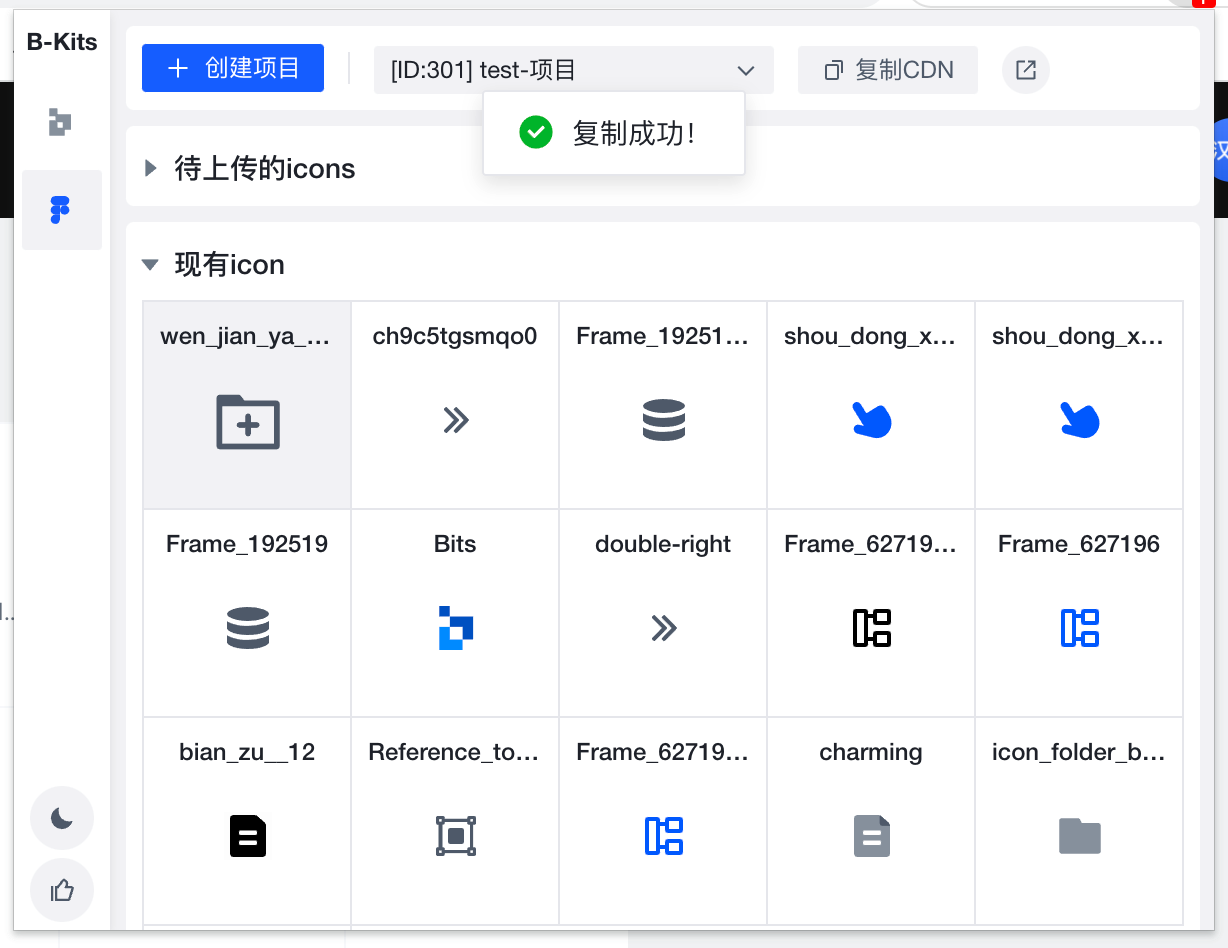 B-Kits
创建项目
[ID:301] test-项目
复制CDN
复制成功！
待上传的icons
现有icon
wen_jian_ya_...
ch9c5tgsmqo0
Frame_19251...
shou_dong_x...
shou_dong_x...
Frame_192519
Bits
double-right
Frame_62719...
Frame_627196
bian_zu__12
Reference_to...
Frame_62719...
charming
icon_folder_b...